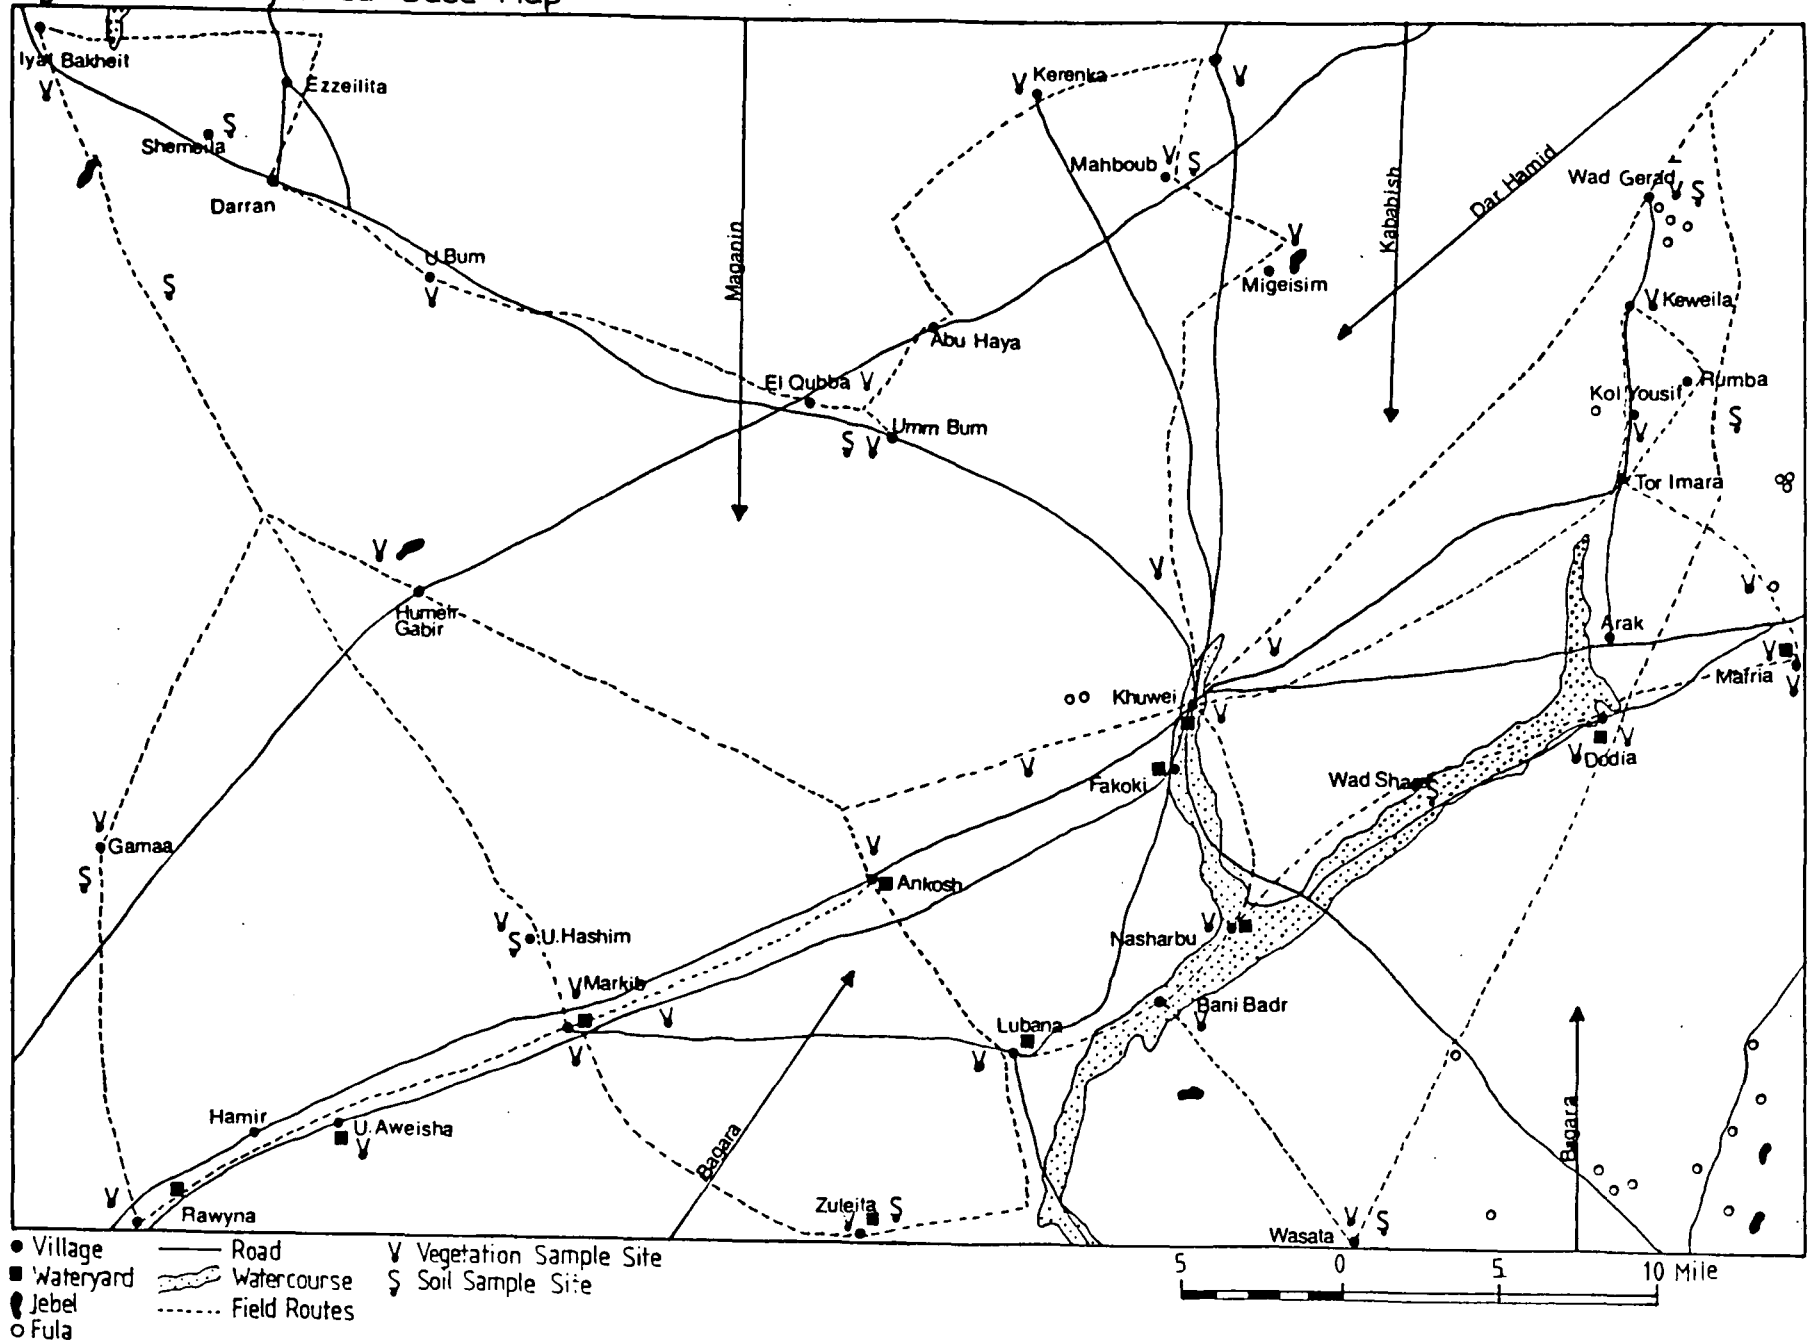 Base Map
Iyal Bakheit
Ezzeilita
V
Kerenka
V
V
Shemeila
S
Mahboub
V
S
Darran
Wad Gerad
V
S
Dar Hamid
Kababish
Maganin
U Bum
V
S
V
Migeisim
V Keweila
Abu Haya
El Qubba
V
Rumba
Kol Yousif
S
V
Umm Bum
S
V
Tor Imara
V
V
V
Humeir
Gabir
Arak
V
V
Mafria
V
Khuwei
V
V
Fakoki
Wad Sharif
S
V
Dodia
V
V
Gamaa
S
V
Ankosh
V
S
U.Hashim
Nasharbu
V
V
Markib
V
V
Bani Badr
V
Lubana
V
Hamir
U. Aweisha
V
Bagara
Bagara
V
Rawyna
Zuleita
V
S
Wasata
V
S
Village
Road
V Vegetation Sample Site
Wateryard
Watercourse
S Soil Sample Site
Jebel
Field Routes
Fula
5 0 5 10 Mile